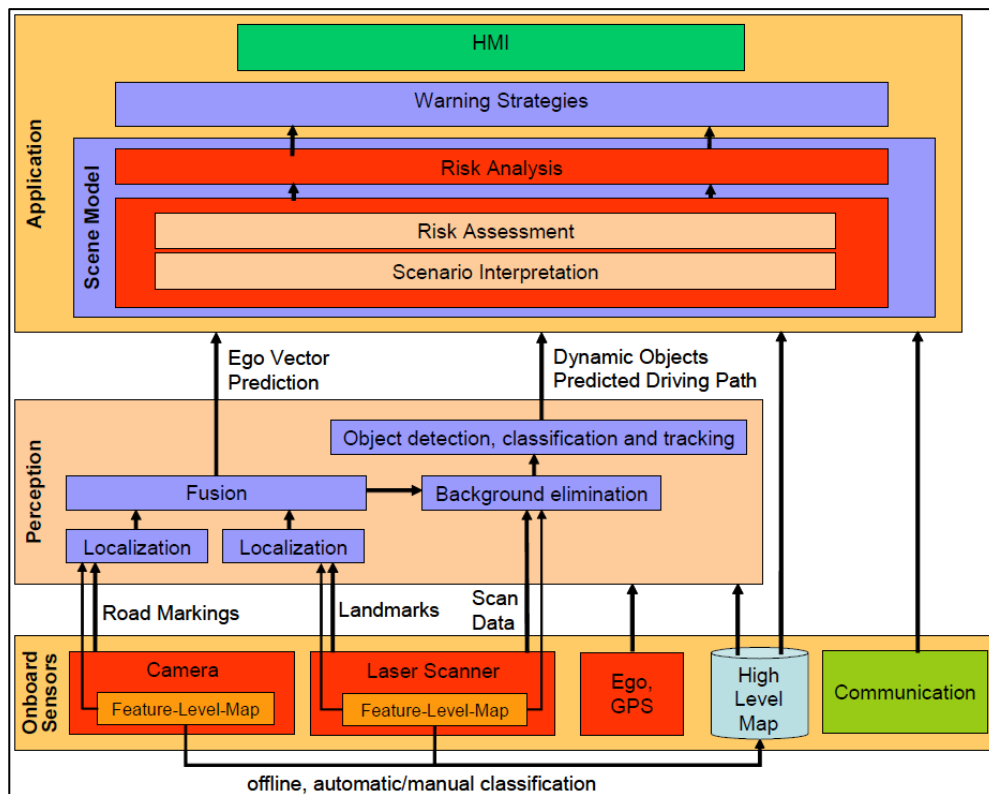 HMI
Warning Strategies
Application
Scene Model
Risk Analysis
Risk Assessment
Scenario Interpretation
Ego Vector
Prediction
Dynamic Objects
Predicted Driving Path
Perception
Object detection, classification and tracking
Fusion
Background elimination
Localization
Localization
Road Markings
Landmarks
Scan
Data
Onboard
Sensors
Camera
Feature-Level-Map
Laser Scanner
Feature-Level-Map
Ego,
GPS
High
Level
Map
Communication
offline, automatic/manual classification